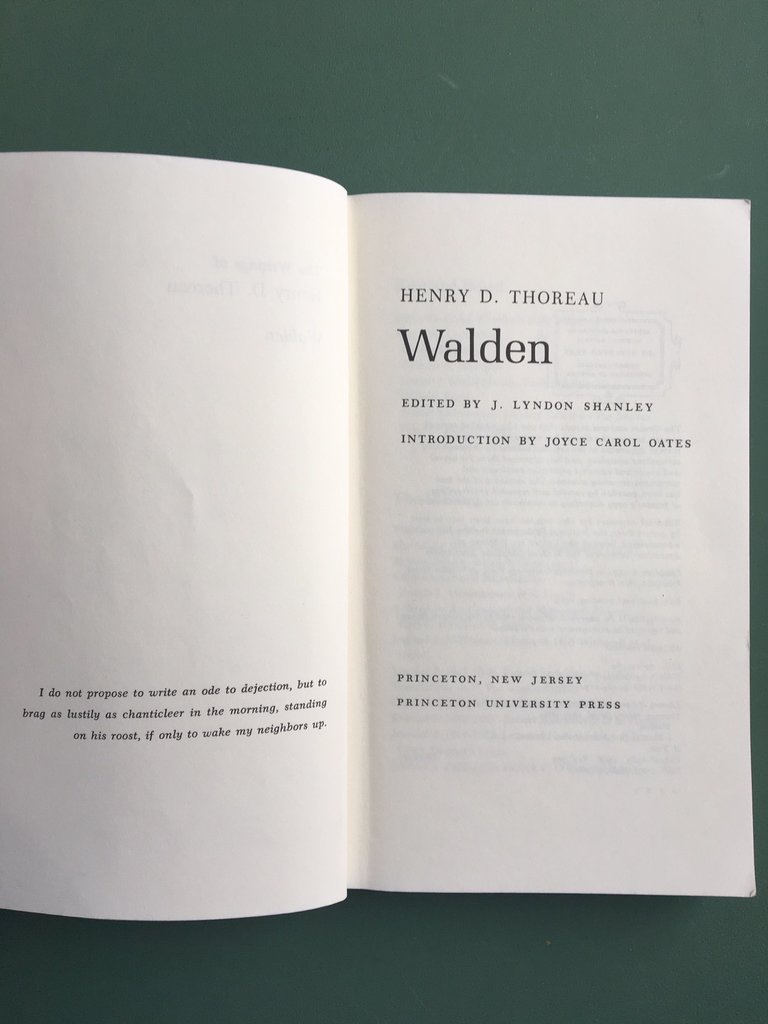 I do not propose to write an ode to dejection, but to
brag as lustily as chanticleer in the morning, standing
on his roost, if only to wake my neighbors up.
HENRY D. THOREAU
Walden
EDITED BY J. LYNDON SHANLEY
INTRODUCTION BY JOYCE CAROL OATES
PRINCETON, NEW JERSEY
PRINCETON UNIVERSITY PRESS